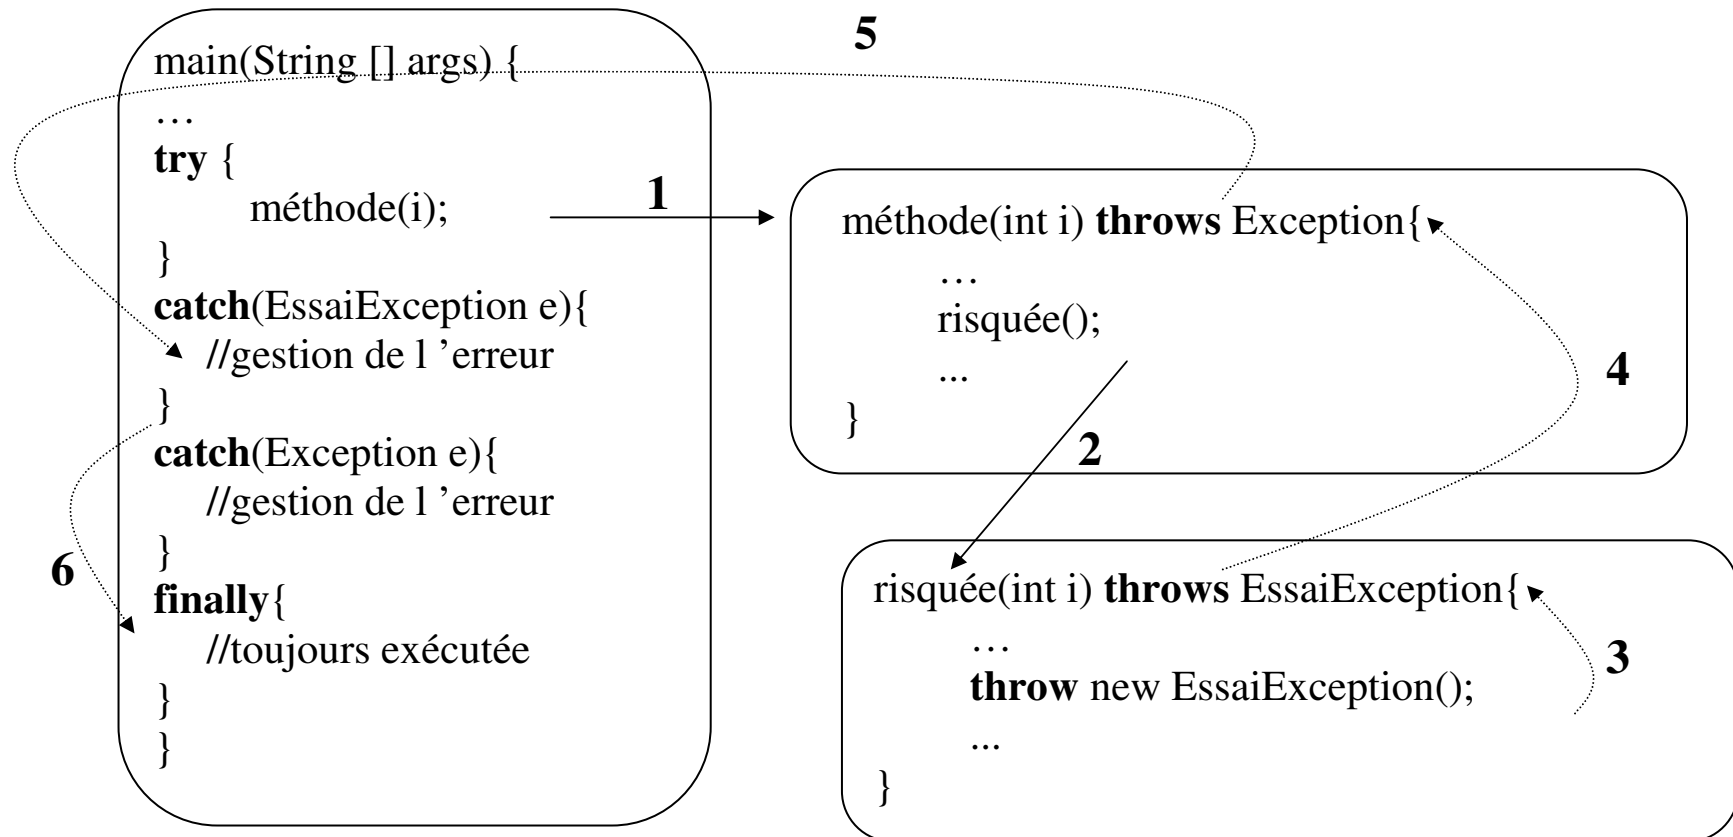 main(String [] args) {
…
try {
méthode(i);
}
catch(EssaiException e){
//gestion de l ’erreur
}
catch(Exception e){
//gestion de l ’erreur
}
finally{
//toujours exécutée
}
}
1
5
méthode(int i) throws Exception{
…
risquée();
...
}
2
4
risquée(int i) throws EssaiException{
…
throw new EssaiException();
...
}
3
6